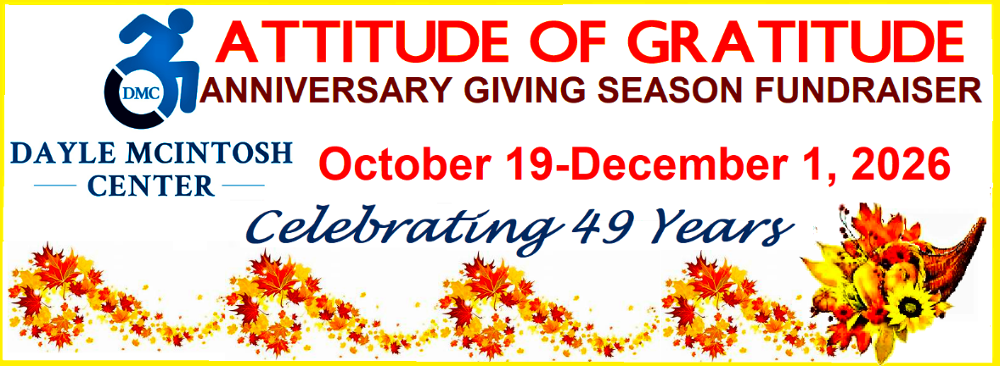 ATTITUDE OF GRATITUDE
DMC
ANNIVERSARY GIVING SEASON FUNDRAISER
DAYLE MCINTOSH
CENTER
October 19-December 1, 2026
Celebrating 49 Years